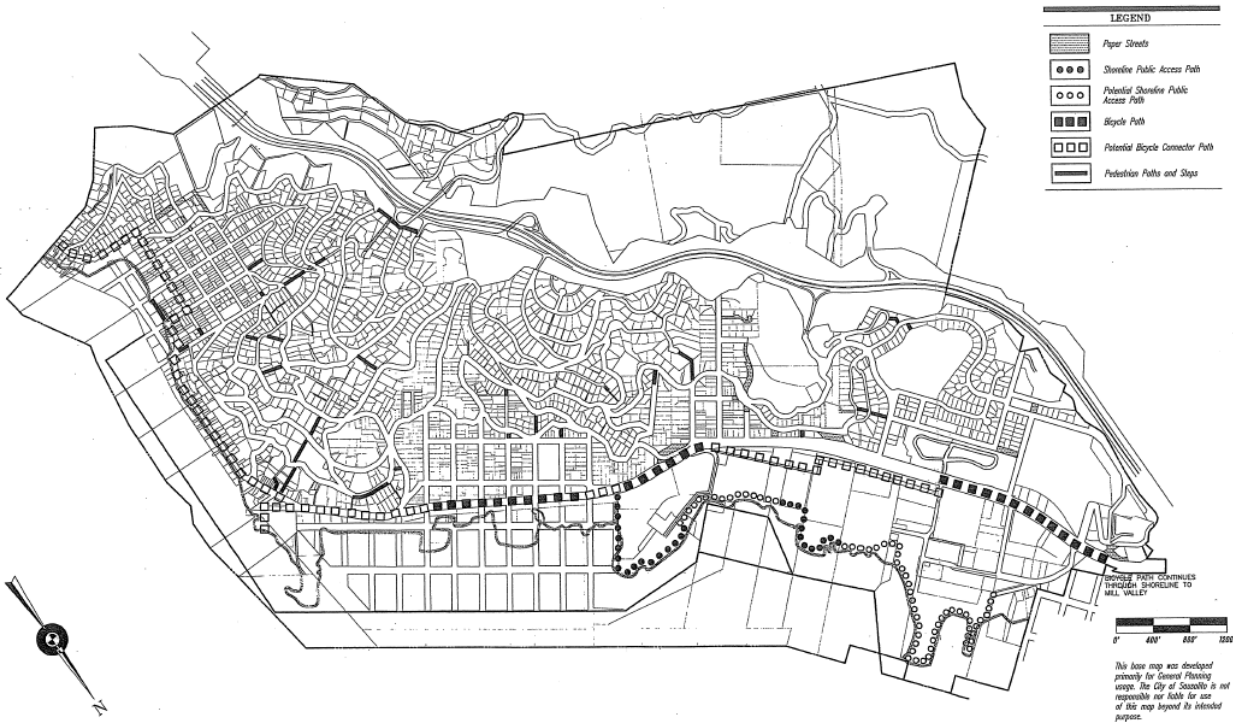 LEGEND
Paper Streets
Shoreline Public Access Path
Potential Shoreline Public
Access Path
Bicycle Path
Potential Bicycle Connector Path
Pedestrian Paths and Steps
BICYCLE PATH CONTINUES
THROUGH SHORELINE TO
MILL VALLEY
0' 400' 800' 1200
This base map was developed
primarily for General Planning
usage. The City of Sausalito is not
responsible nor liable for use
of this map beyond its intended
purpose.
N